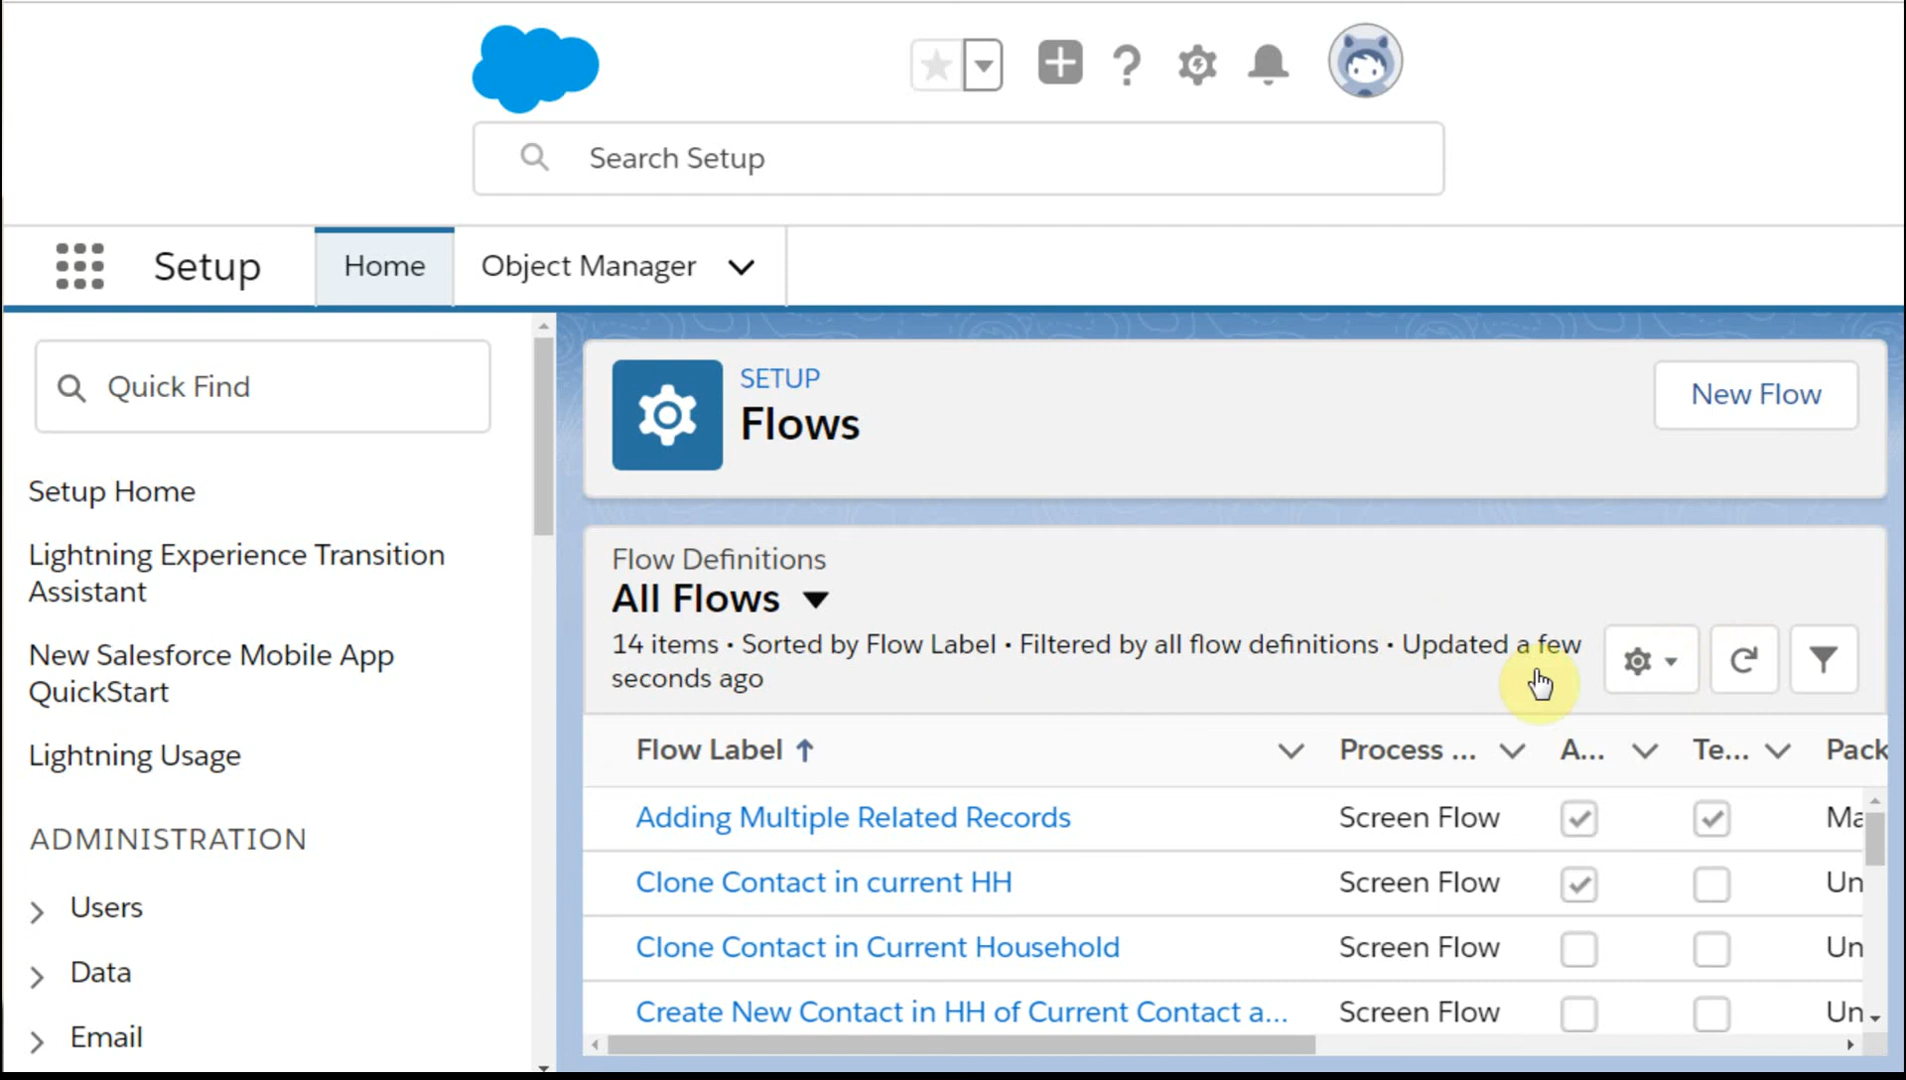 Search Setup
Setup
Home
Object Manager
Quick Find
Setup Home
Lightning Experience Transition
Assistant
New Salesforce Mobile App
QuickStart
Lightning Usage
ADMINISTRATION
Users
Data
Email
SETUP
Flows
New Flow
Flow Definitions
All Flows
14 items • Sorted by Flow Label • Filtered by all flow definitions • Updated a few
seconds ago
Flow Label Process ... A... Te... Pack
Adding Multiple Related Records Screen Flow Ma
Clone Contact in current HH Screen Flow Un
Clone Contact in Current Household Screen Flow Un
Create New Contact in HH of Current Contact a... Screen Flow Un